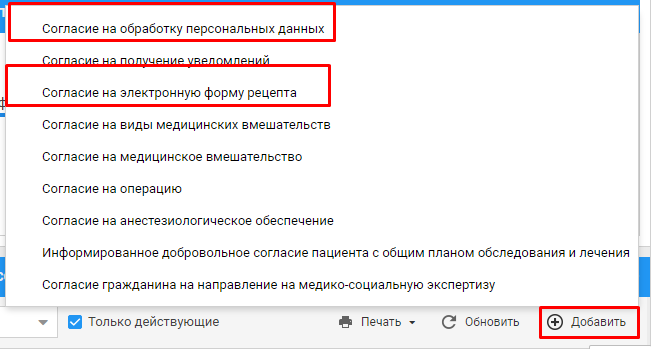 Согласие на обработку персональных данных
Согласие на получение уведомлений
Согласие на электронную форму рецепта
Согласие на виды медицинских вмешательств
Согласие на медицинское вмешательство
Согласие на операцию
Согласие на анестезиологическое обеспечение
Информированное добровольное согласие пациента с общим планом обследования и лечения
Согласие гражданина на направление на медико-социальную экспертизу
Только действующие Печать Обновить Добавить